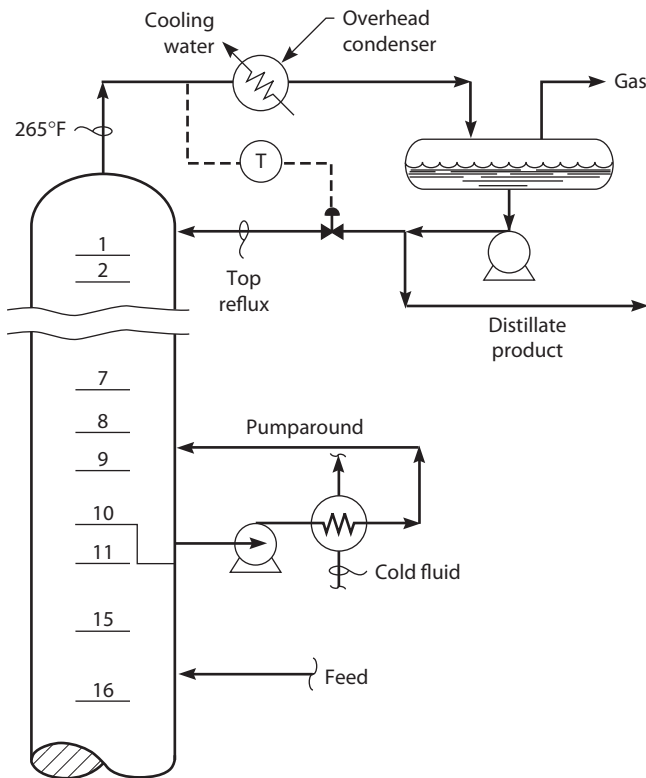 Cooling
water
Overhead
condenser
Gas
265°F
T
1
2
Top
reflux
Distillate
product
7
8
9
10
11
15
16
Pumparound
Cold fluid
Feed